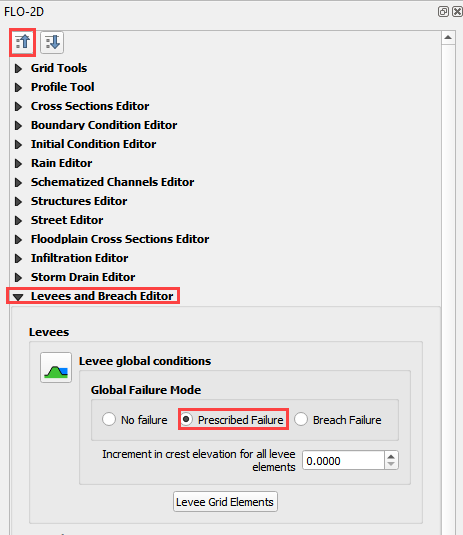 FLO-2D
Grid Tools
Profile Tool
Cross Sections Editor
Boundary Condition Editor
Initial Condition Editor
Rain Editor
Schematized Channels Editor
Structures Editor
Street Editor
Floodplain Cross Sections Editor
Infiltration Editor
Storm Drain Editor
Levees and Breach Editor
Levees
Levee global conditions
Global Failure Mode
No failure Prescribed Failure Breach Failure
Increment in crest elevation for all levee
elements
0.0000
Levee Grid Elements